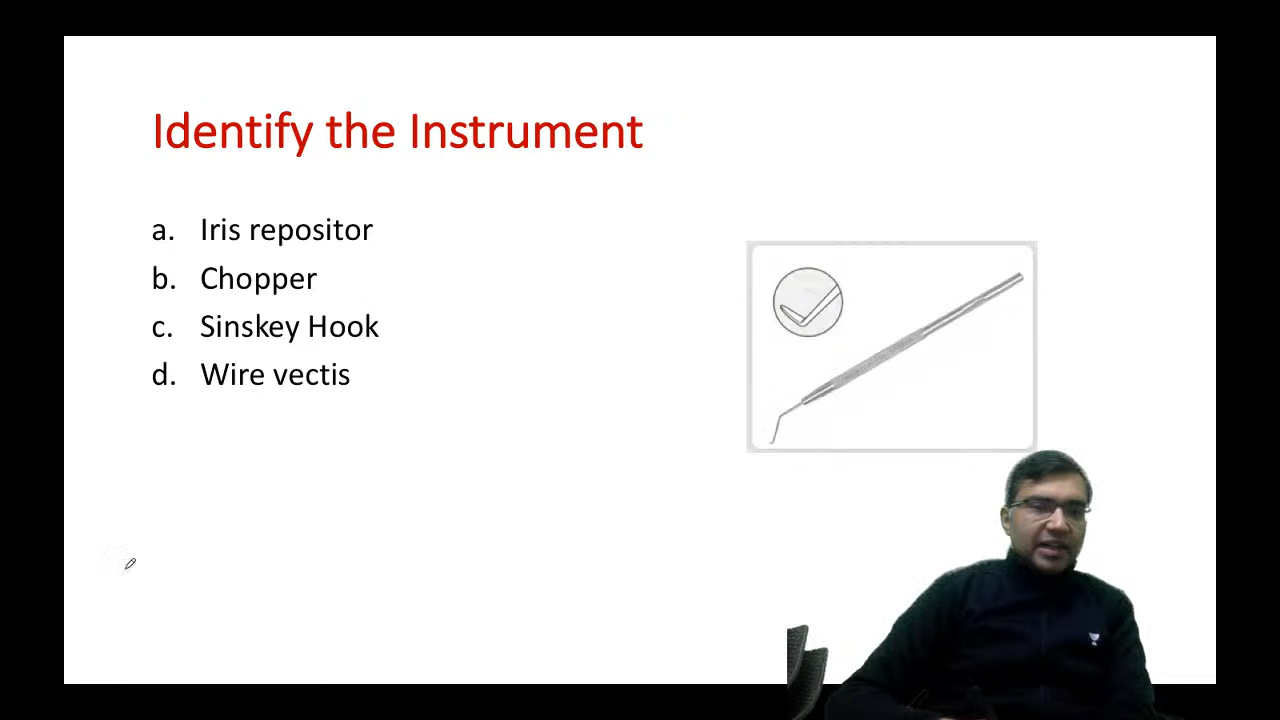 Identify the Instrument
a. Iris repositor
b. Chopper
c. Sinskey Hook
d. Wire vectis